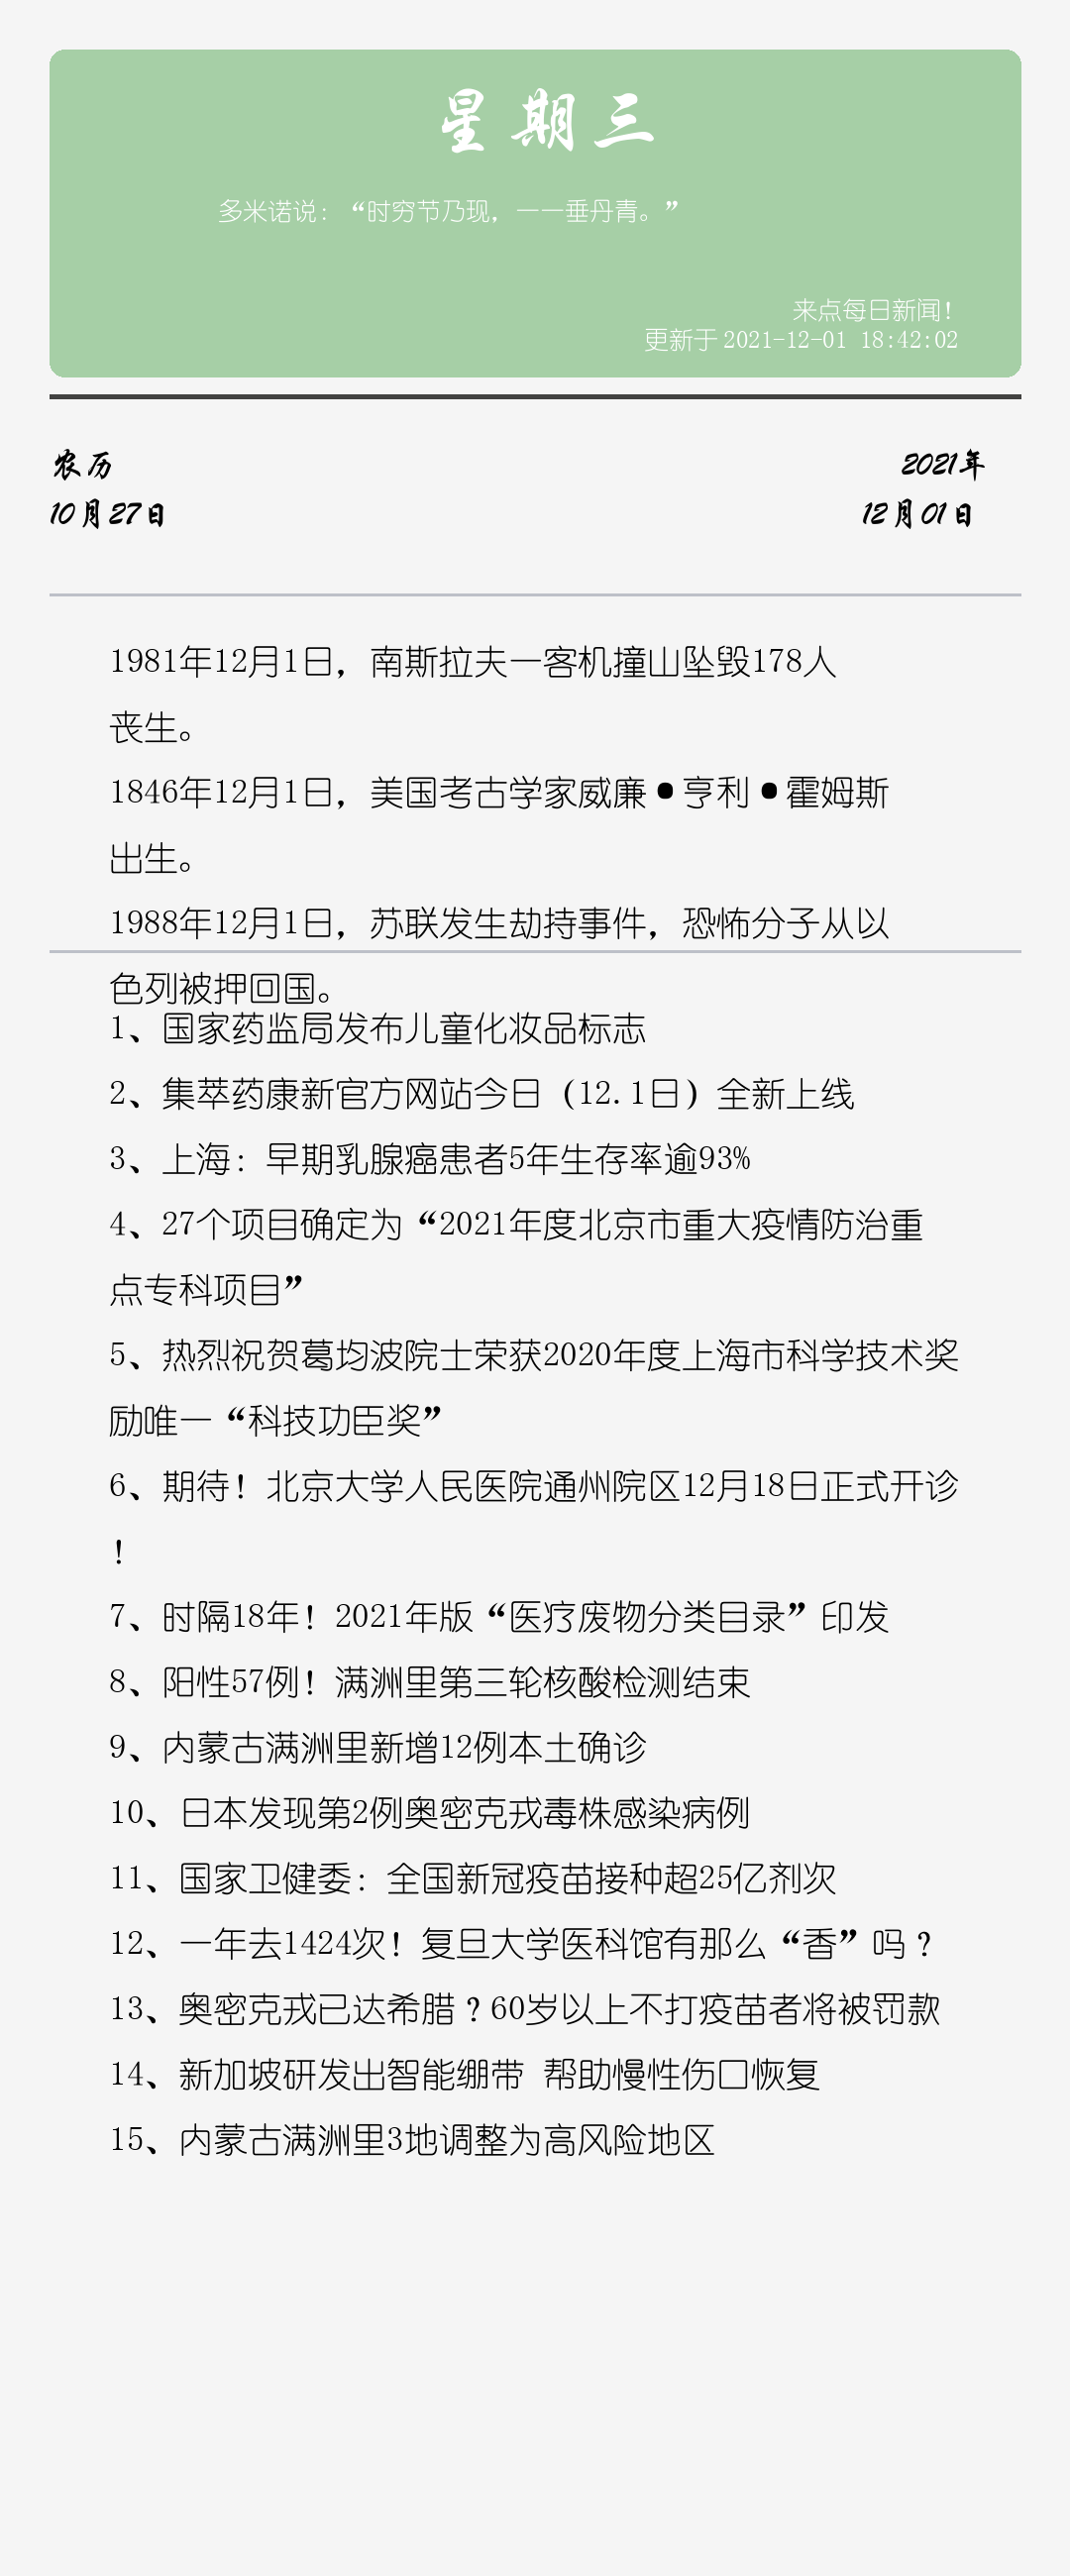 星期三
多米诺说：“时穷节乃现，一一垂丹青。”
来点每日新闻！
更新于2021-12-01 18:42:02
农历
2021年
10月27日
12月01日
1981年12月1日，南斯拉夫一客机撞山坠毁178人
丧生。
1846年12月1日，美国考古学家威廉•亨利•霍姆斯
出生。
1988年12月1日，苏联发生劫持事件，恐怖分子从以
色列被押回国。
1、国家药监局发布儿童化妆品标志
2、集萃药康新官方网站今日（12.1日）全新上线
3、上海：早期乳腺癌患者5年生存率逾93%
4、27个项目确定为“2021年度北京市重大疫情防治重
点专科项目”
5、热烈祝贺葛均波院士荣获2020年度上海市科学技术奖
励唯一“科技功臣奖”
6、期待！北京大学人民医院通州院区12月18日正式开诊
！
7、时隔18年！2021年版“医疗废物分类目录”印发
8、阳性57例！满洲里第三轮核酸检测结束
9、内蒙古满洲里新增12例本土确诊
10、日本发现第2例奥密克戎毒株感染病例
11、国家卫健委：全国新冠疫苗接种超25亿剂次
12、一年去1424次！复旦大学医科馆有那么“香”吗？
13、奥密克戎已达希腊？60岁以上不打疫苗者将被罚款
14、新加坡研发出智能绷带 帮助慢性伤口恢复
15、内蒙古满洲里3地调整为高风险地区